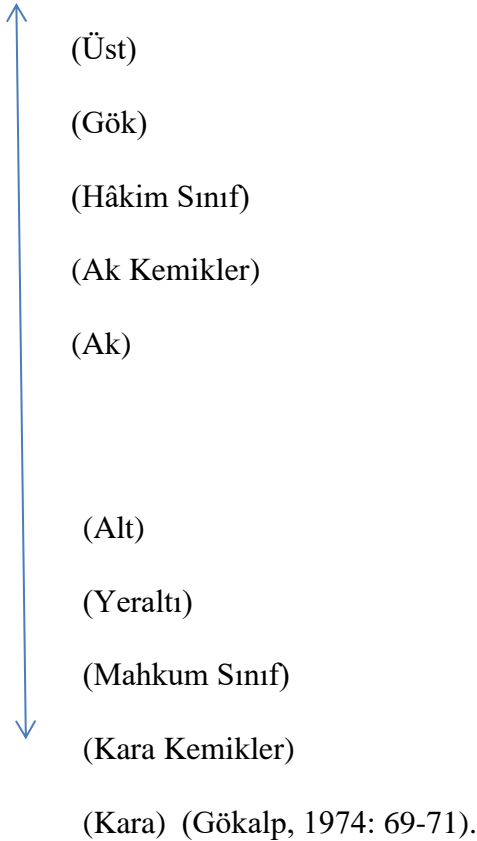 (Üst)
(Gök)
(Hâkim Sınıf)
(Ak Kemikler)
(Ak)
(Alt)
(Yeraltı)
(Mahkum Sınıf)
(Kara Kemikler)
(Kara) (Gökalp, 1974: 69-71).